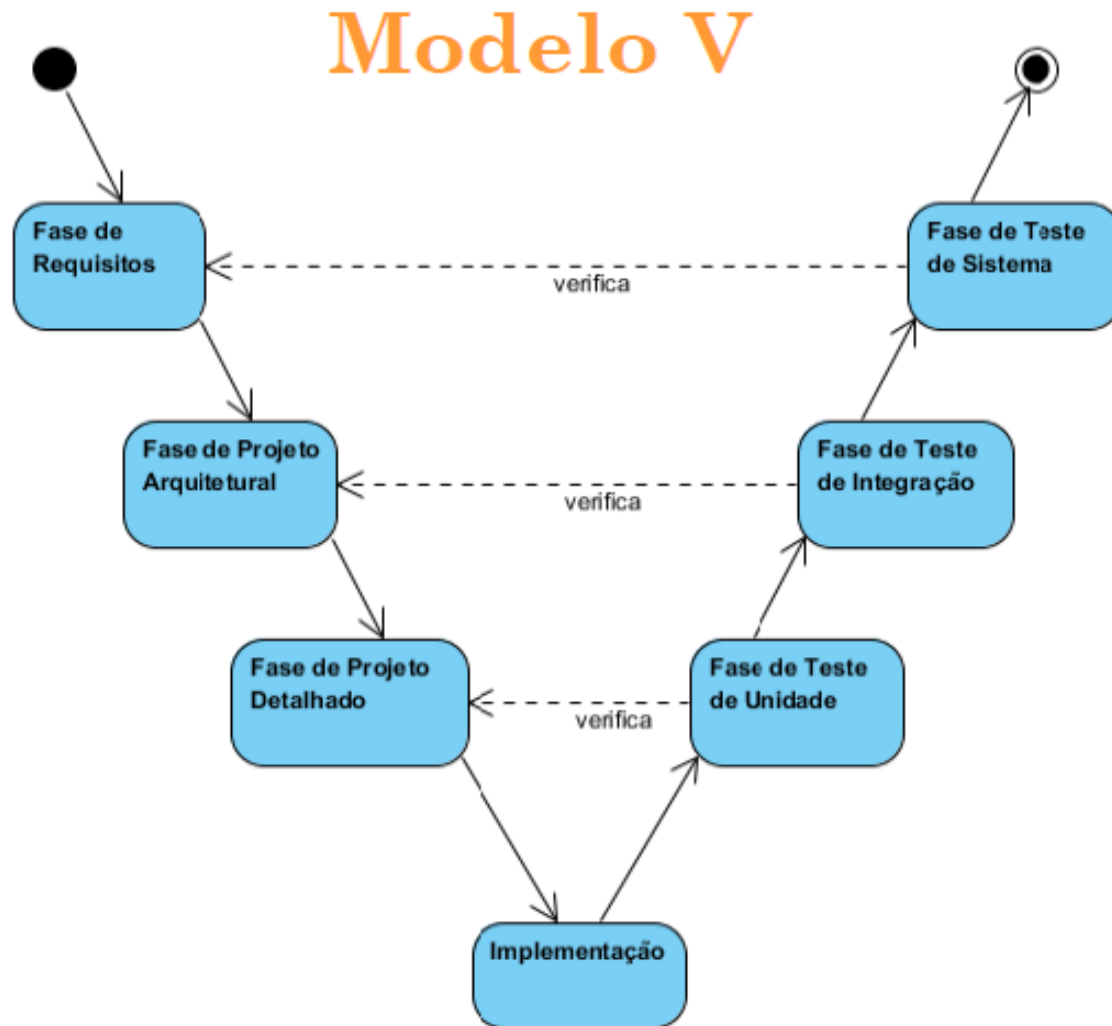 Modelo V
Fase de
Requisitos
Fase de Teste
de Sistema
verifica
Fase de Projeto
Arquitetural
Fase de Teste
de Integração
verifica
Fase de Projeto
Detalhado
Fase de Teste
de Unidade
verifica
Implementação